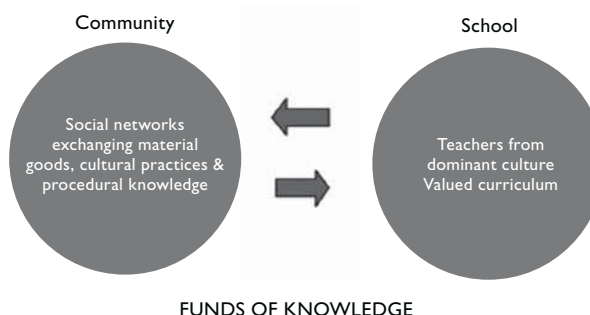 Community
School
Social networks
exchanging material
goods, cultural practices &
procedural knowledge
Teachers from
dominant culture
Valued curriculum
FUNDS OF KNOWLEDGE